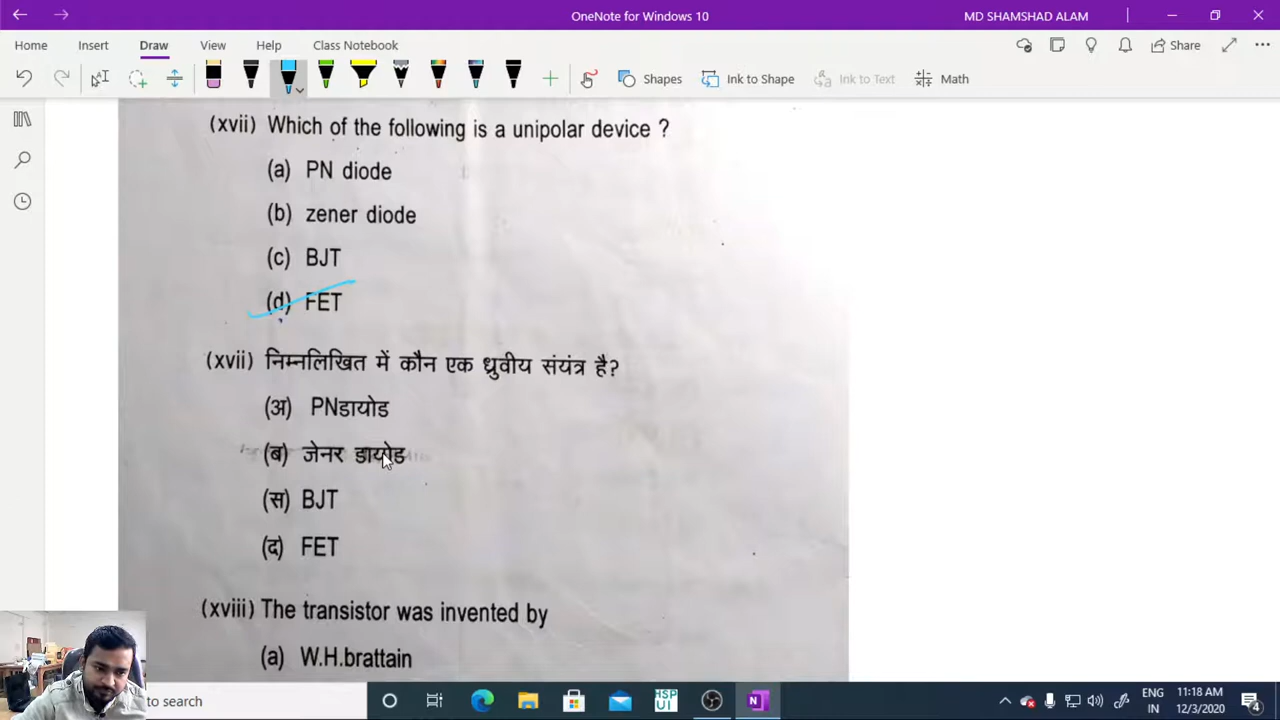 OneNote for Windows 10
MD SHAMSHAD ALAM
Home Insert Draw View Help Class Notebook
Share
Shapes Ink to Shape Ink to Text Math
(xvii) Which of the following is a unipolar device ?
(a) PN diode
(b) zener diode
(c) BJT
(d) FET
(xvii) निम्नलिखित में कौन एक ध्रुवीय संयंत्र है?
(अ) PNडायोड
(ब) जेनर डायोड
(स) BJT
(द) FET
(xviii) The transistor was invented by
(a) W.H.brattain
to search
HSP UI
ENG
IN
11:18 AM
12/3/2020
4